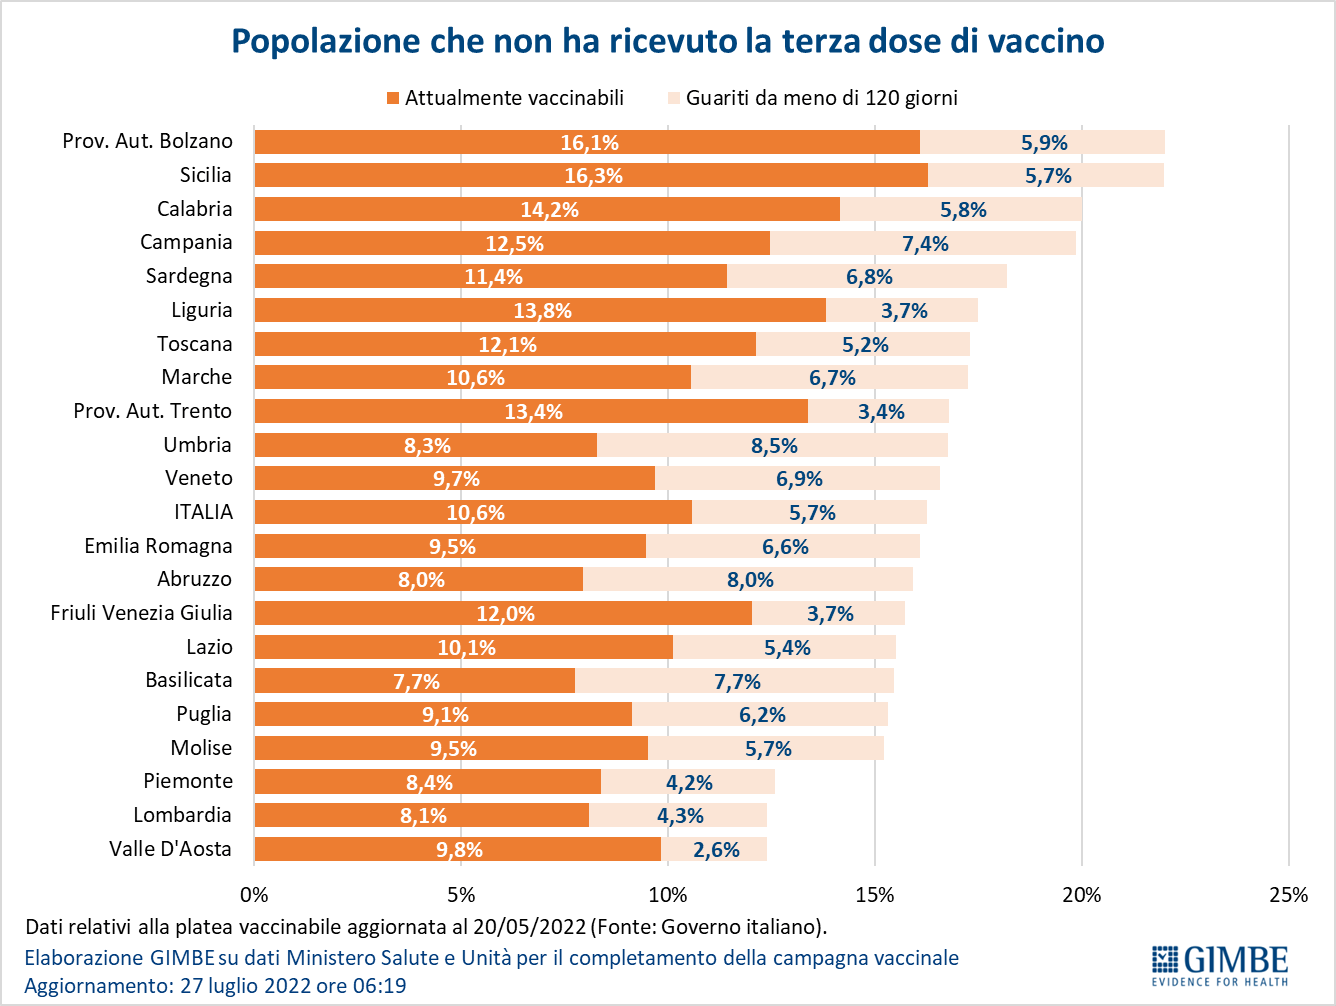 Popolazione che non ha ricevuto la terza dose di vaccino
Attualmente vaccinabili Guariti da meno di 120 giorni
Prov. Aut. Bolzano 16,1% 5,9%
Sicilia 16,3% 5,7%
Calabria 14,2% 5,8%
Campania 12,5% 7,4%
Sardegna 11,4% 6,8%
Liguria 13,8% 3,7%
Toscana 12,1% 5,2%
Marche 10,6% 6,7%
Prov. Aut. Trento 13,4% 3,4%
Umbria 8,3% 8,5%
Veneto 9,7% 6,9%
ITALIA 10,6% 5,7%
Emilia Romagna 9,5% 6,6%
Abruzzo 8,0% 8,0%
Friuli Venezia Giulia 12,0% 3,7%
Lazio 10,1% 5,4%
Basilicata 7,7% 7,7%
Puglia 9,1% 6,2%
Molise 9,5% 5,7%
Piemonte 8,4% 4,2%
Lombardia 8,1% 4,3%
Valle D'Aosta 9,8% 2,6%
0% 5% 10% 15% 20% 25%
Dati relativi alla platea vaccinabile aggiornata al 20/05/2022 (Fonte: Governo italiano).
Elaborazione GIMBE su dati Ministero Salute e Unità per il completamento della campagna vaccinale
Aggiornamento: 27 luglio 2022 ore 06:19
GIMBE
EVIDENCE FOR HEALTH